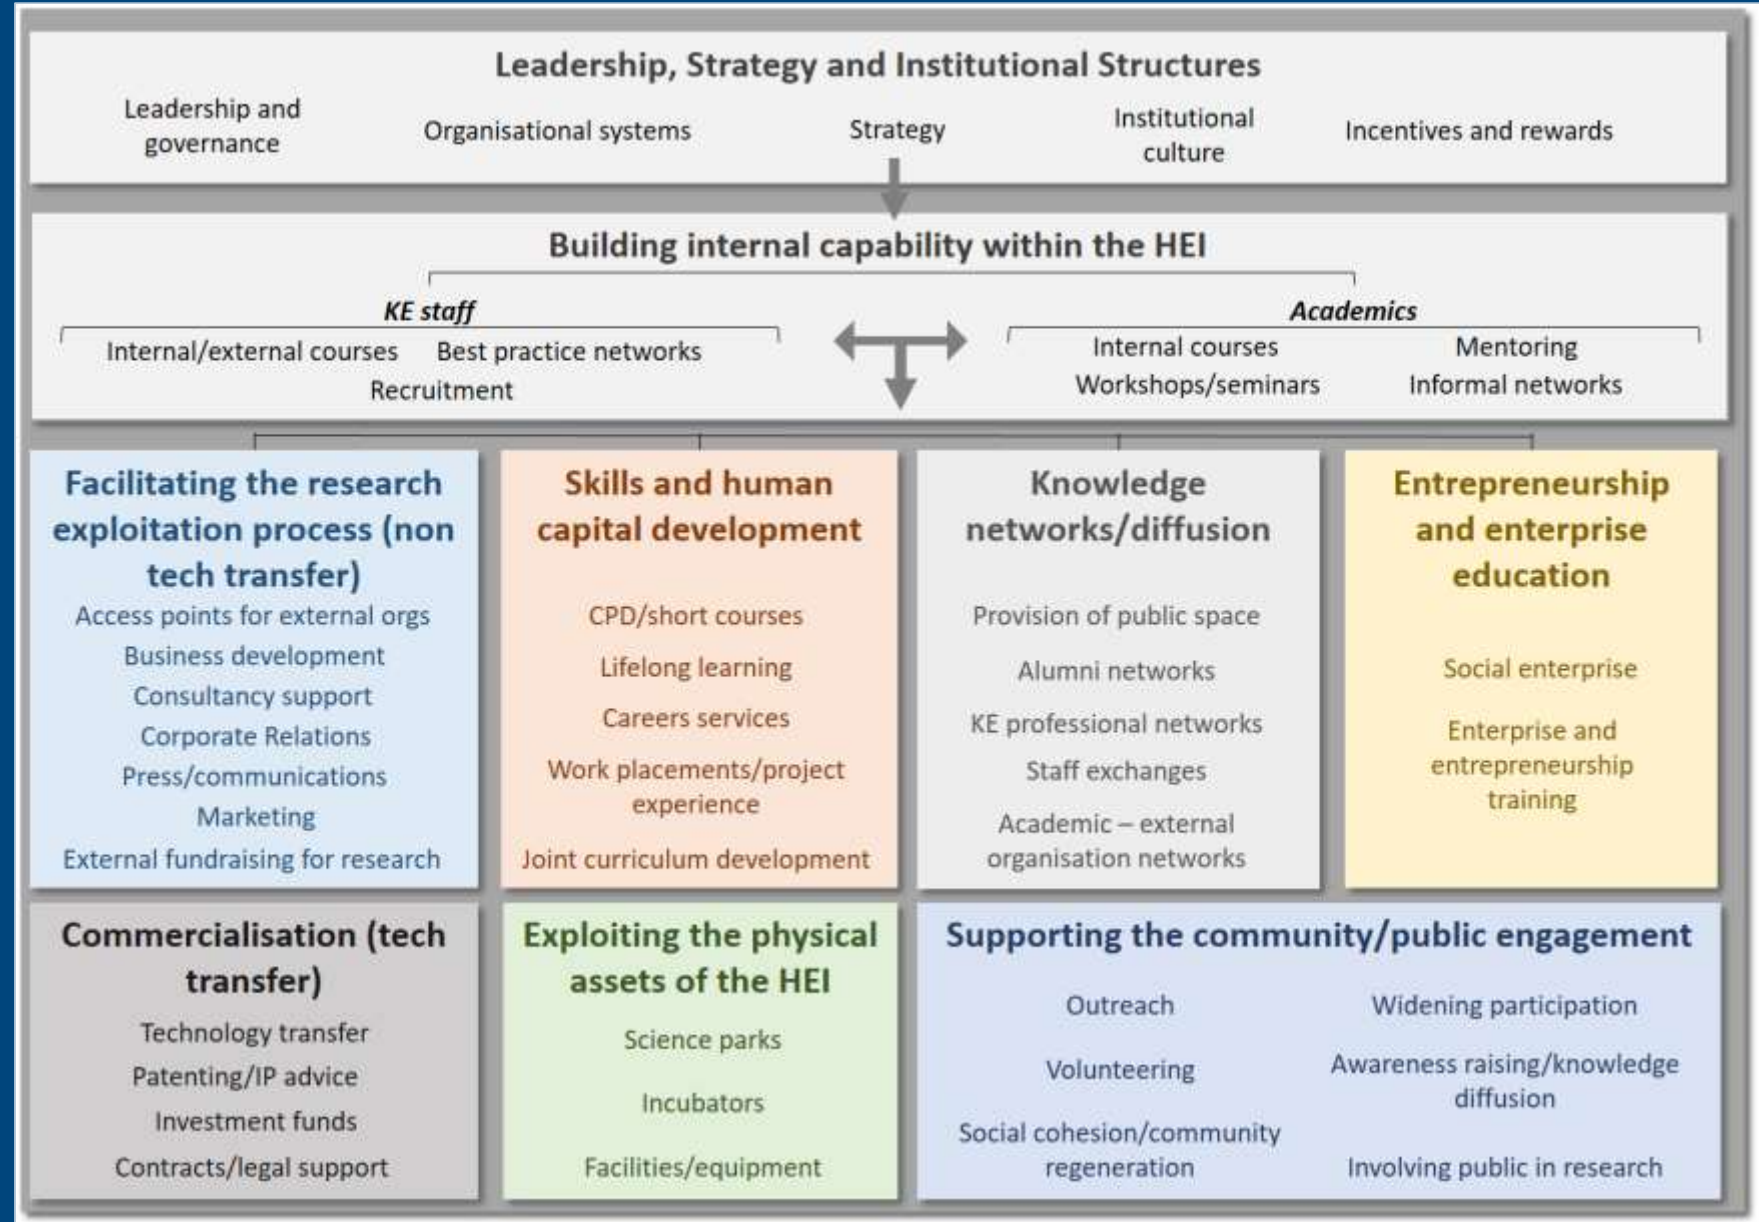 Leadership, Strategy and Institutional Structures
Leadership and
governance
Organisational systems
Strategy
Institutional
culture
Incentives and rewards
Building internal capability within the HEI
KE staff
Internal/external courses
Best practice networks
Recruitment
Academics
Internal courses
Mentoring
Workshops/seminars
Informal networks
Facilitating the research
exploitation process (non
tech transfer)
Access points for external orgs
Business development
Consultancy support
Corporate Relations
Press/communications
Marketing
External fundraising for research
Skills and human
capital development
CPD/short courses
Lifelong learning
Careers services
Work placements/project
experience
Joint curriculum development
Knowledge
networks/diffusion
Provision of public space
Alumni networks
KE professional networks
Staff exchanges
Academic – external
organisation networks
Entrepreneurship
and enterprise
education
Social enterprise
Enterprise and
entrepreneurship
training
Commercialisation (tech
transfer)
Technology transfer
Patenting/IP advice
Investment funds
Contracts/legal support
Exploiting the physical
assets of the HEI
Science parks
Incubators
Facilities/equipment
Supporting the community/public engagement
Outreach
Widening participation
Volunteering
Awareness raising/knowledge
diffusion
Social cohesion/community
regeneration
Involving public in research